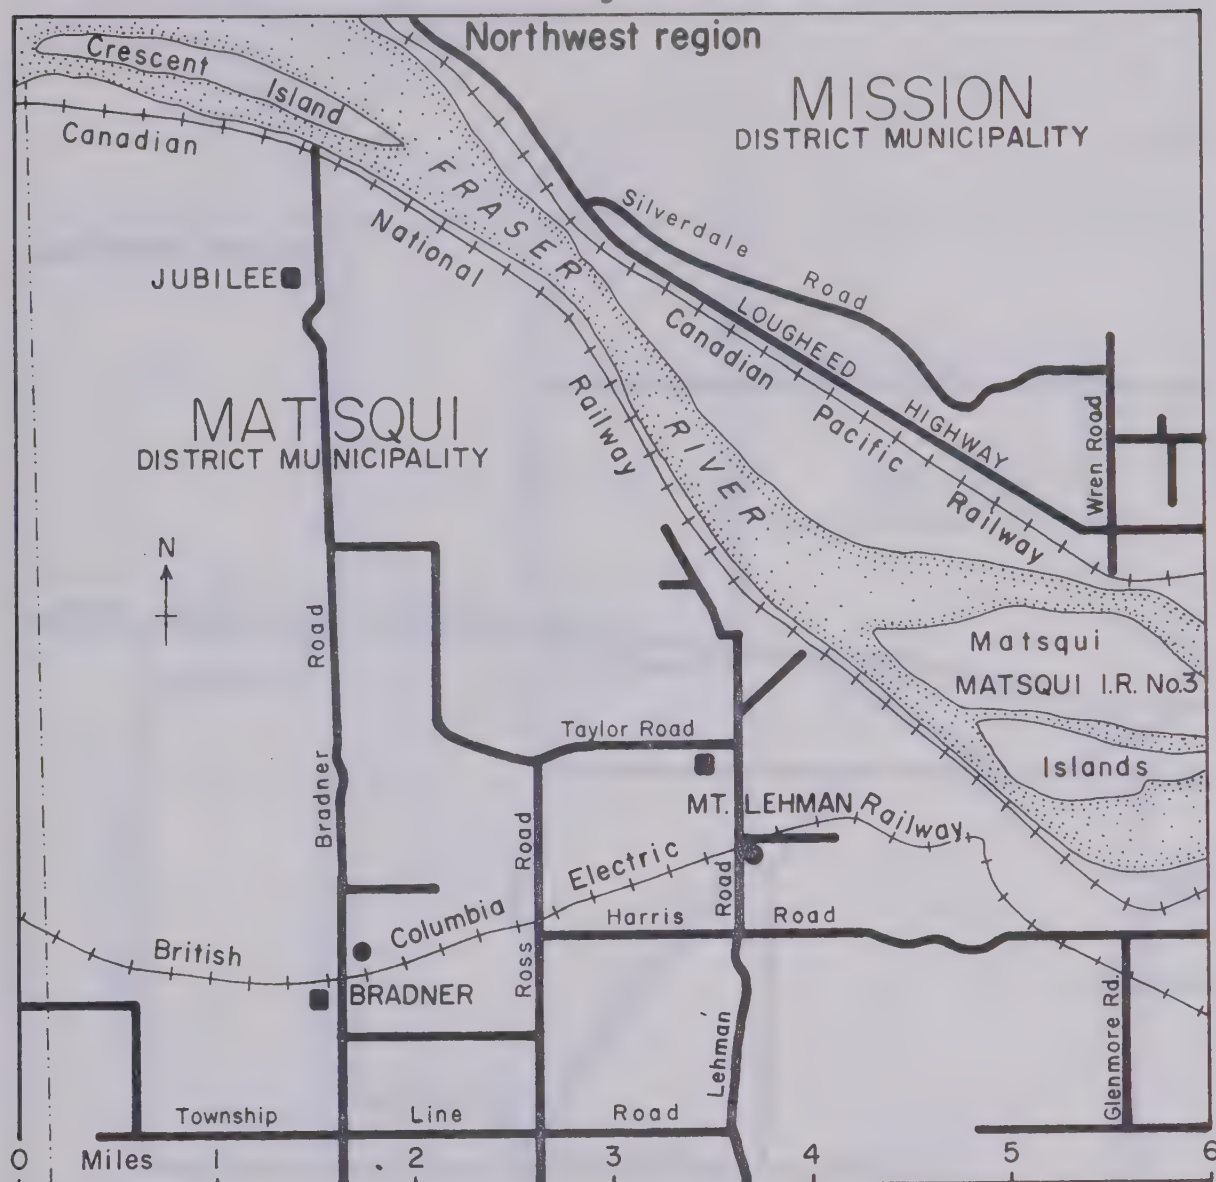 Northwest region
Crescent
Island
MISSION
DISTRICT MUNICIPALITY
Canadian
FRASER
Silverdale
Road
National
JUBILEE
LOUGHEED
Canadian
HIGHWAY
Pacific
Railway
Railway
MATSQUI
DISTRICT MUNICIPALITY
RIVER
Wren Road
N
Road
Matsqui
MATSQUI I.R. No.3
Islands
Taylor Road
Bradner
MT. LEHMAN
Railway
Road
Electric
Road
Harris
Road
Columbia
British
Ross
BRADNER
Lehman
Glenmore Rd.
Township
Line
Road
0 Miles 1 2 3 4 5 6